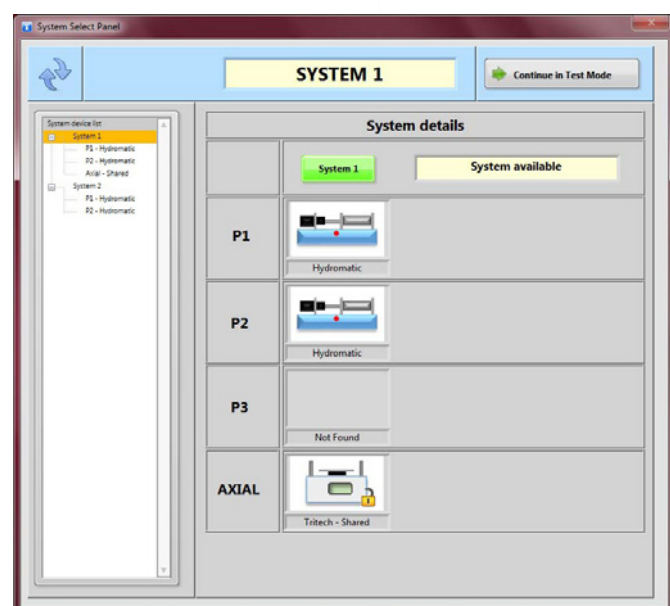 System Select Panel
SYSTEM 1
Continue in Test Mode
System device list
System 1
P1 - Hydromatic
P2 - Hydromatic
Axial - Shared
System 2
P1 - Hydromatic
P2 - Hydromatic
System details
System 1
System available
P1
Hydromatic
P2
Hydromatic
P3
Not Found
AXIAL
Tritech - Shared